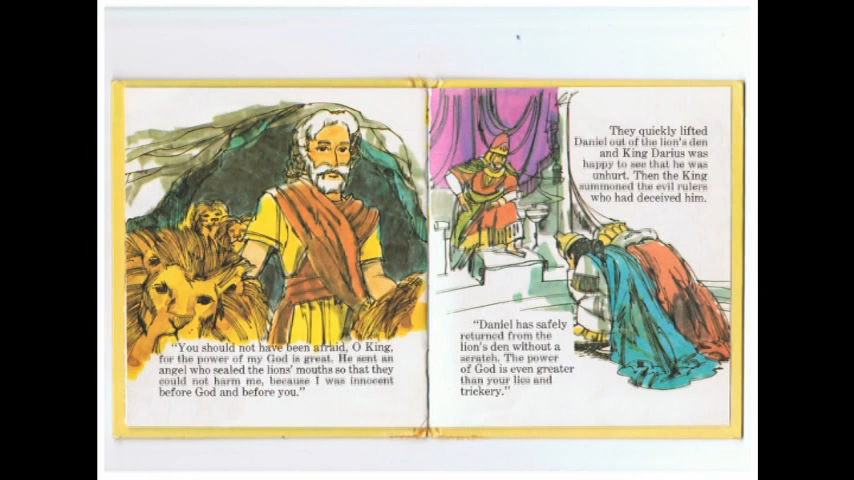 "You should not have been afraid, O King,
for the power of my God is great. He sent an
angel who sealed the lions' mouths so that they
could not harm me, because I was innocent
before God and before you."
They quickly lifted
Daniel out of the lion's den
and King Darius was
happy to see that he was
unhurt. Then the King
summoned the evil rulers
who had deceived him.
"Daniel has safely
returned from the
lion's den without a
scratch. The power
of God is even greater
than your lies and
trickery."